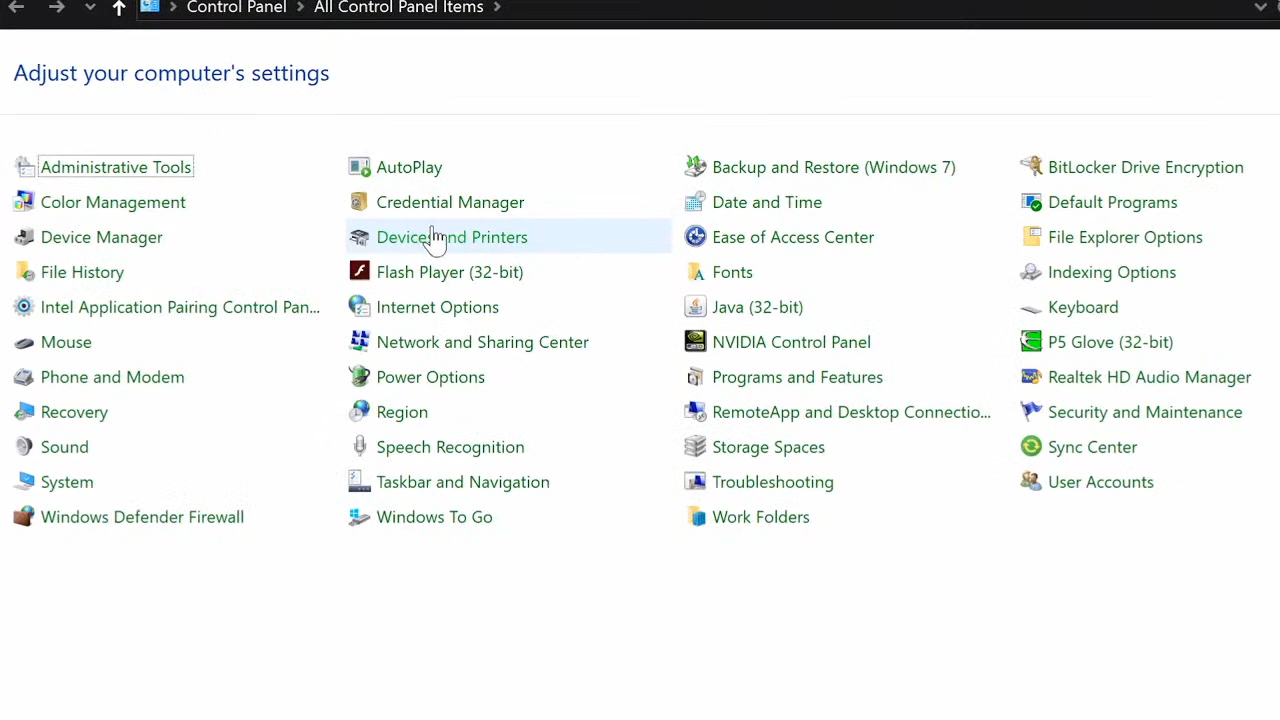 Control Panel > All Control Panel Items >
Adjust your computer's settings
Administrative Tools
AutoPlay
Backup and Restore (Windows 7)
BitLocker Drive Encryption
Color Management
Credential Manager
Date and Time
Default Programs
Device Manager
Devices and Printers
Ease of Access Center
File Explorer Options
File History
Flash Player (32-bit)
Fonts
Indexing Options
Intel Application Pairing Control Pan...
Internet Options
Java (32-bit)
Keyboard
Mouse
Network and Sharing Center
NVIDIA Control Panel
P5 Glove (32-bit)
Phone and Modem
Power Options
Programs and Features
Realtek HD Audio Manager
Recovery
Region
RemoteApp and Desktop Connectio...
Security and Maintenance
Sound
Speech Recognition
Storage Spaces
Sync Center
System
Taskbar and Navigation
Troubleshooting
User Accounts
Windows Defender Firewall
Windows To Go
Work Folders